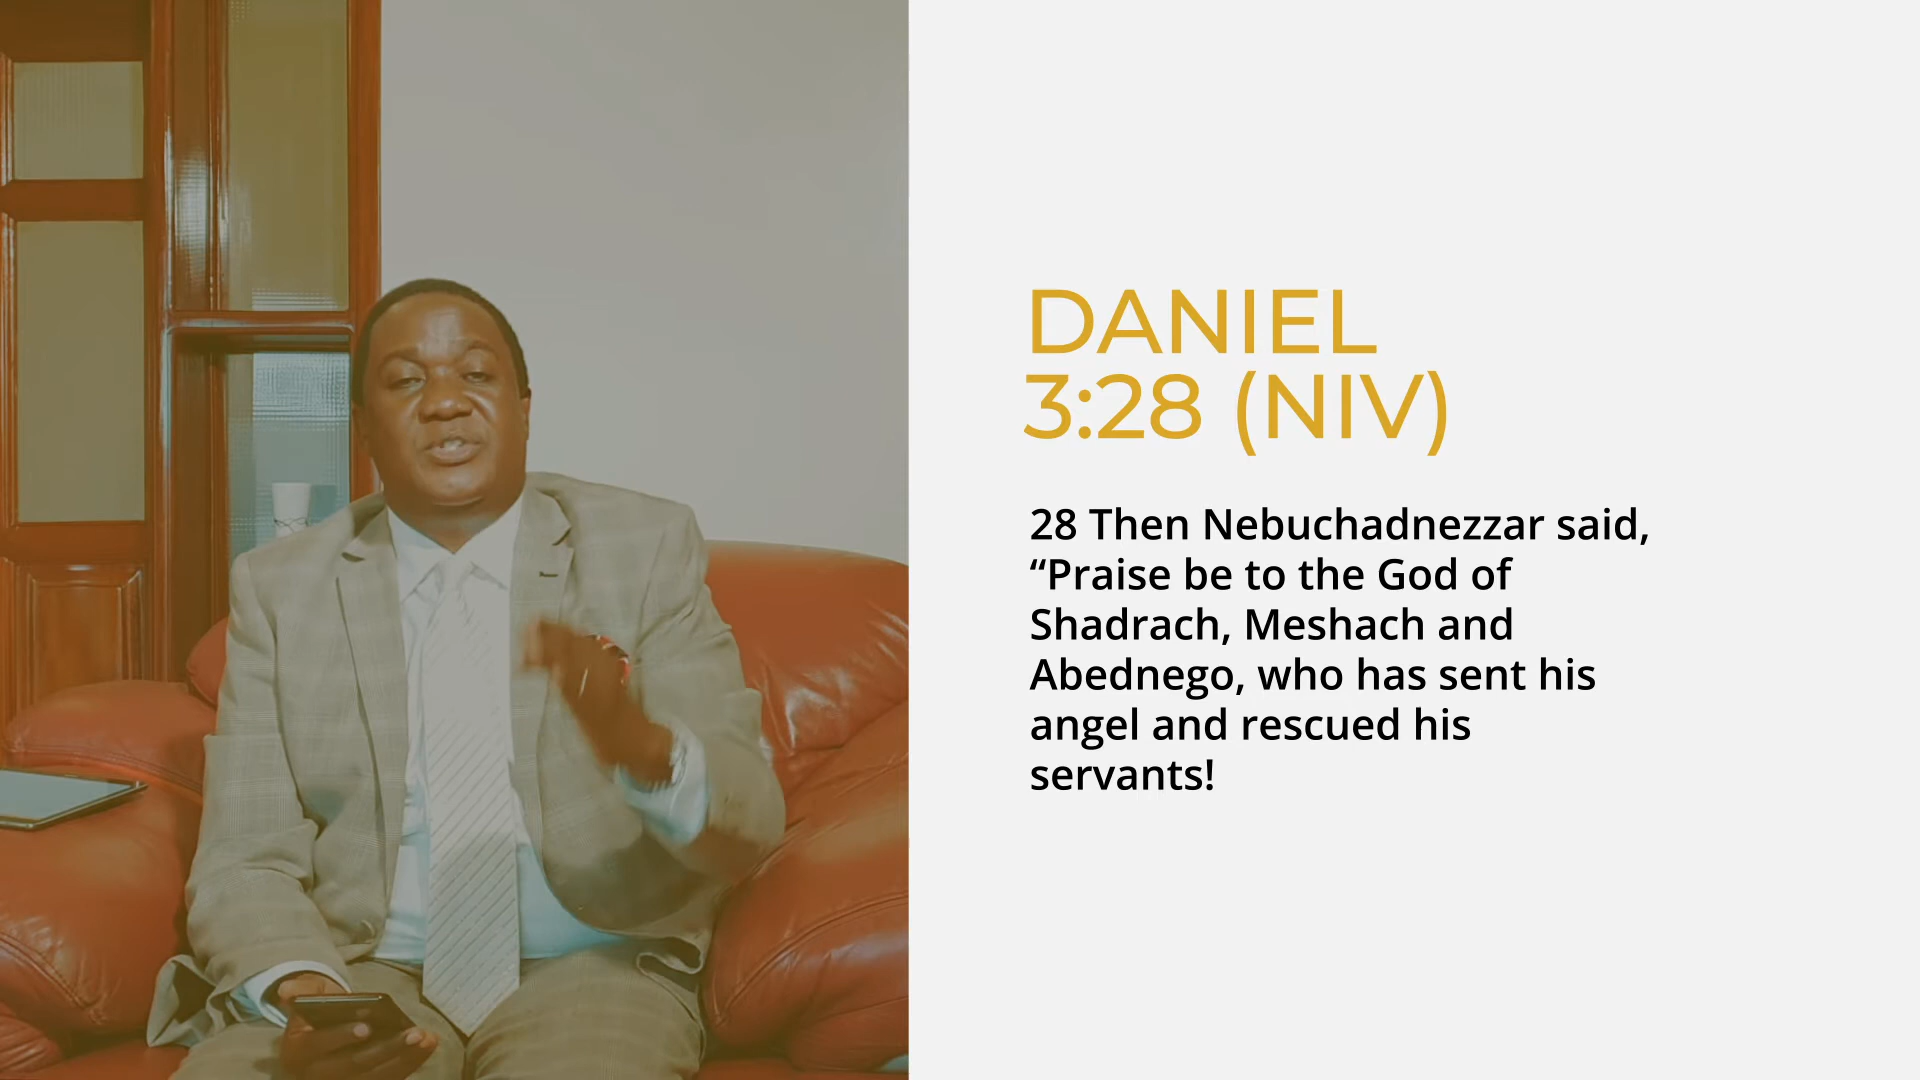 DANIEL
3:28 (NIV)
28 Then Nebuchadnezzar said,
“Praise be to the God of
Shadrach, Meshach and
Abednego, who has sent his
angel and rescued his
servants!